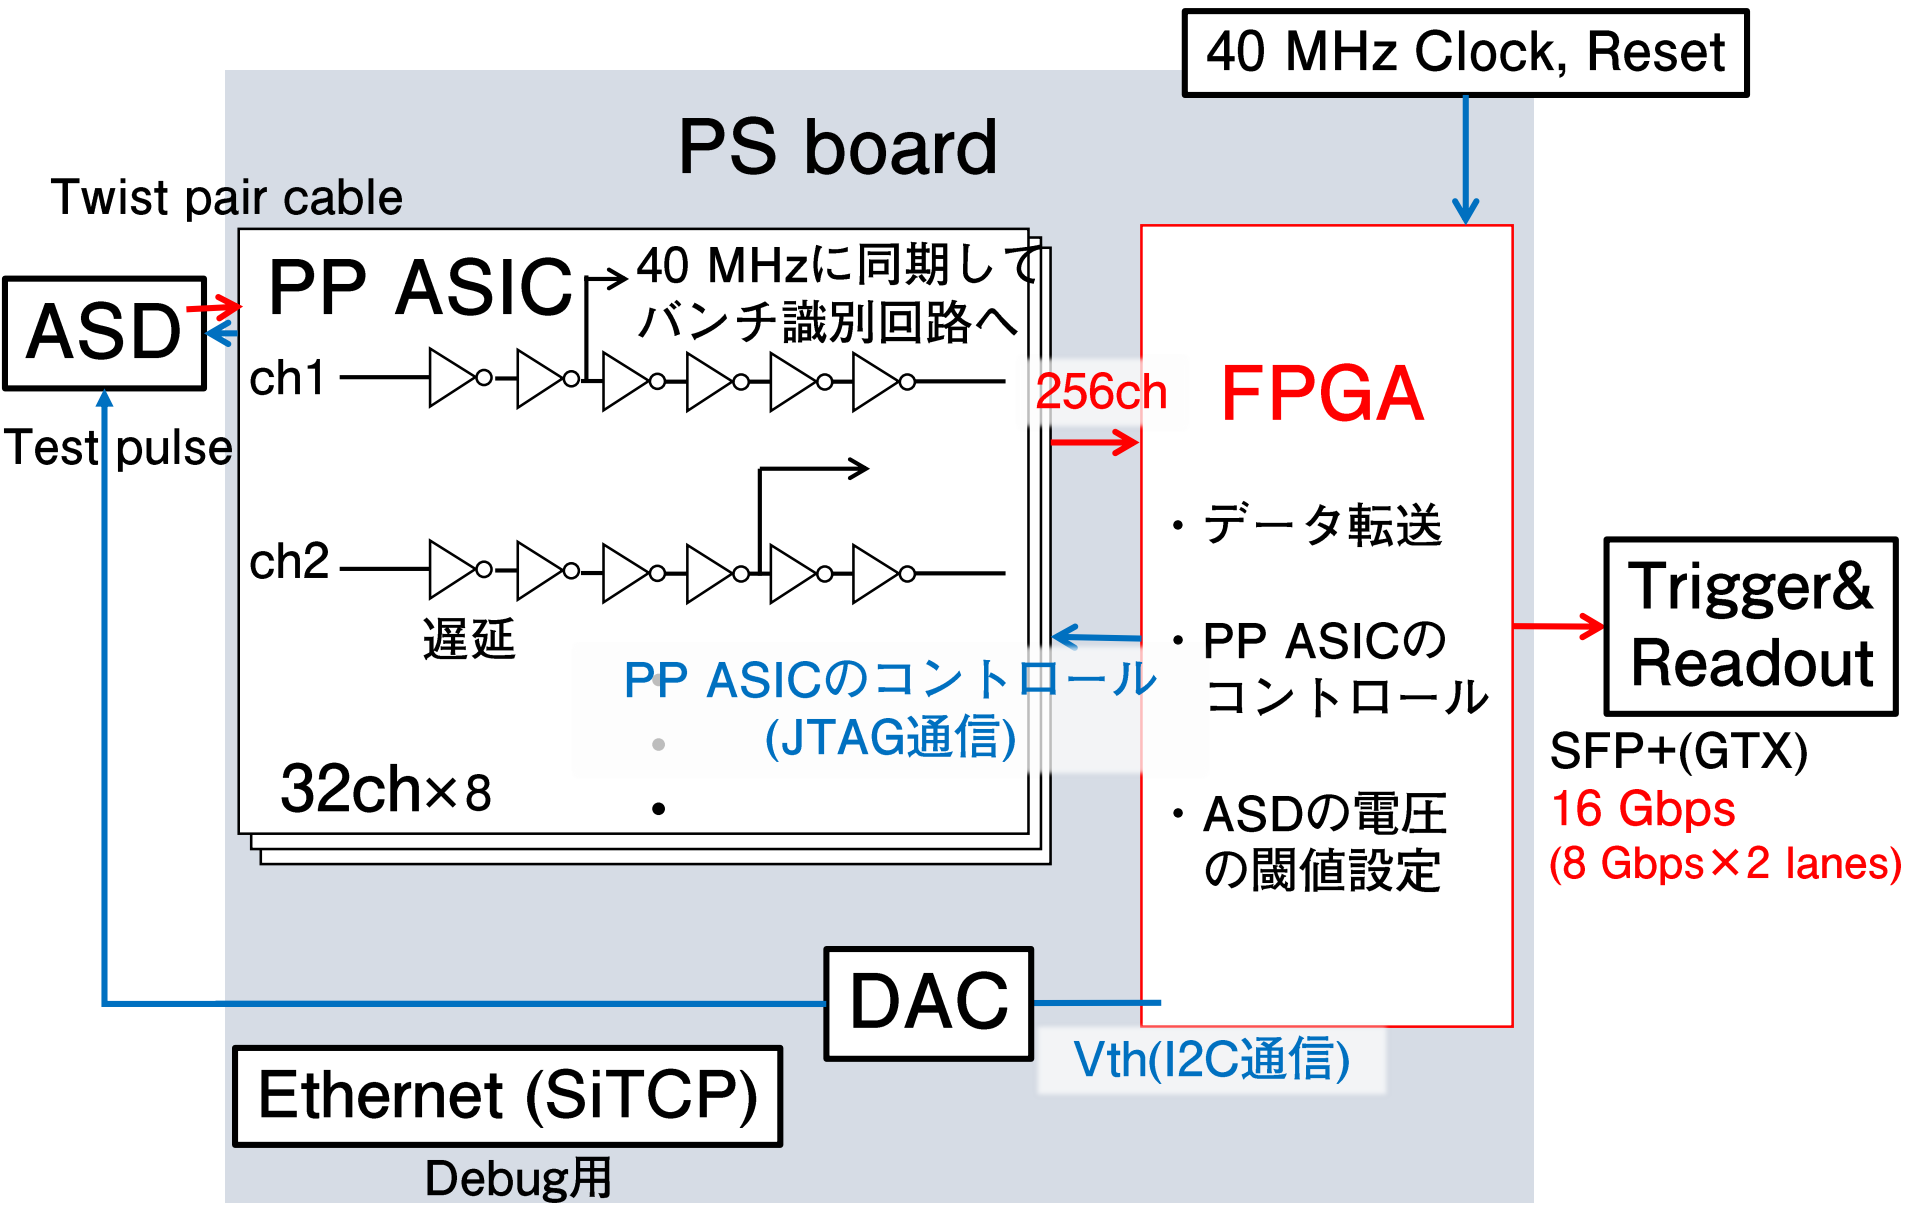 40 MHz Clock, Reset
PS board
Twist pair cable
ASD
Test pulse
PP ASIC
40 MHzに同期して
バンチ識別回路へ
ch1
ch2
遅延
32ch×8
256ch
PP ASICのコントロール
(JTAG通信)
FPGA
・データ転送
・PP ASICの
コントロール
・ASDの電圧
の閾値設定
Trigger&
Readout
SFP+(GTX)
16 Gbps
(8 Gbps×2 lanes)
DAC
Vth(I2C通信)
Ethernet (SiTCP)
Debug用